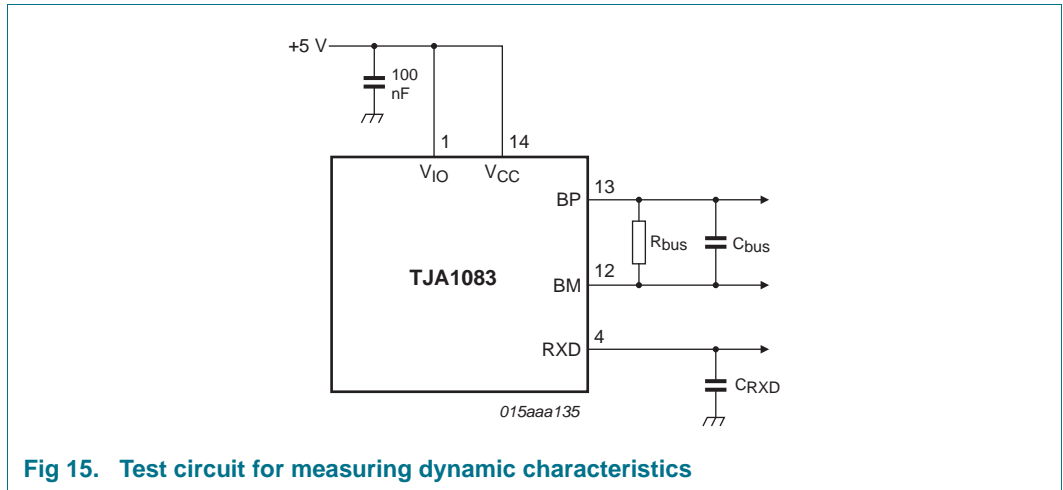 +5 V
100
nF
1
14
VIO
VCC
BP
13
Rbus
Cbus
TJA1083
BM
12
RXD
4
CRXD
015aaa135
Fig 15. Test circuit for measuring dynamic characteristics